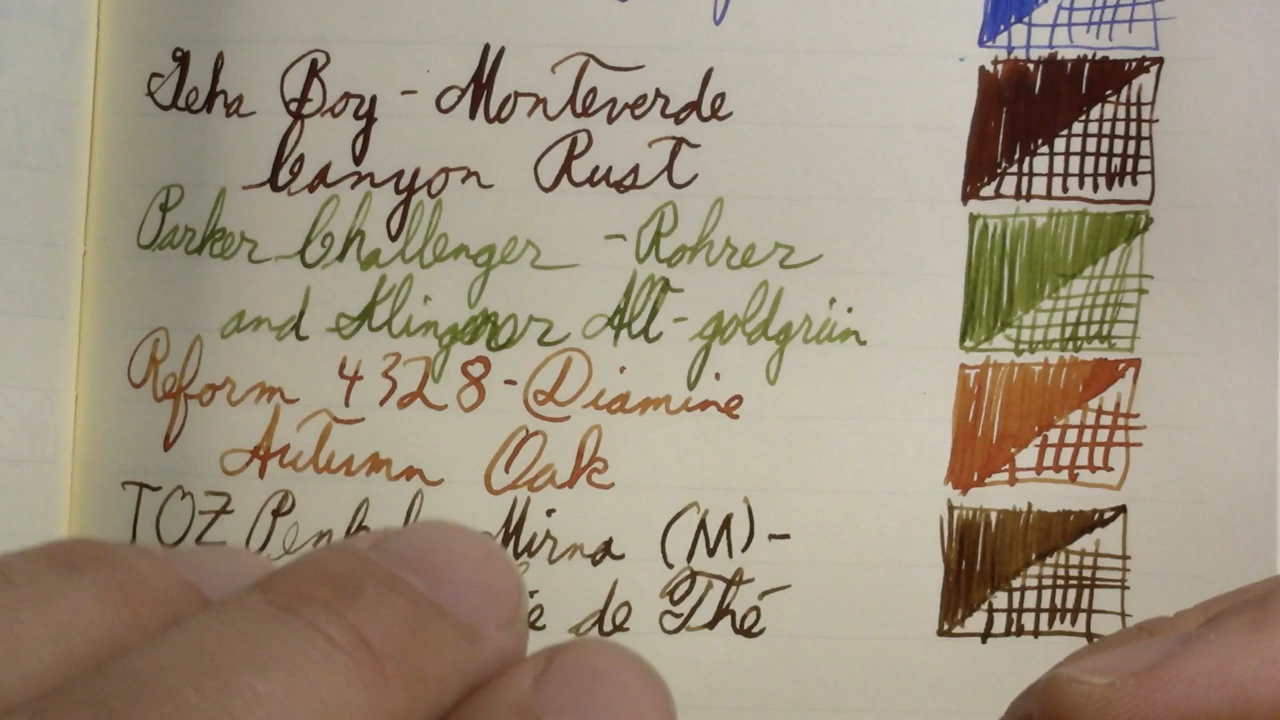 Geha Boy - Monteverde
Canyon Rust
Parker Challenger - Rohrer
and Klingner Alt-goldgrün
Reform 4328 - Diamine
Autumn Oak
TOZ Mirna (M) -
de Thé